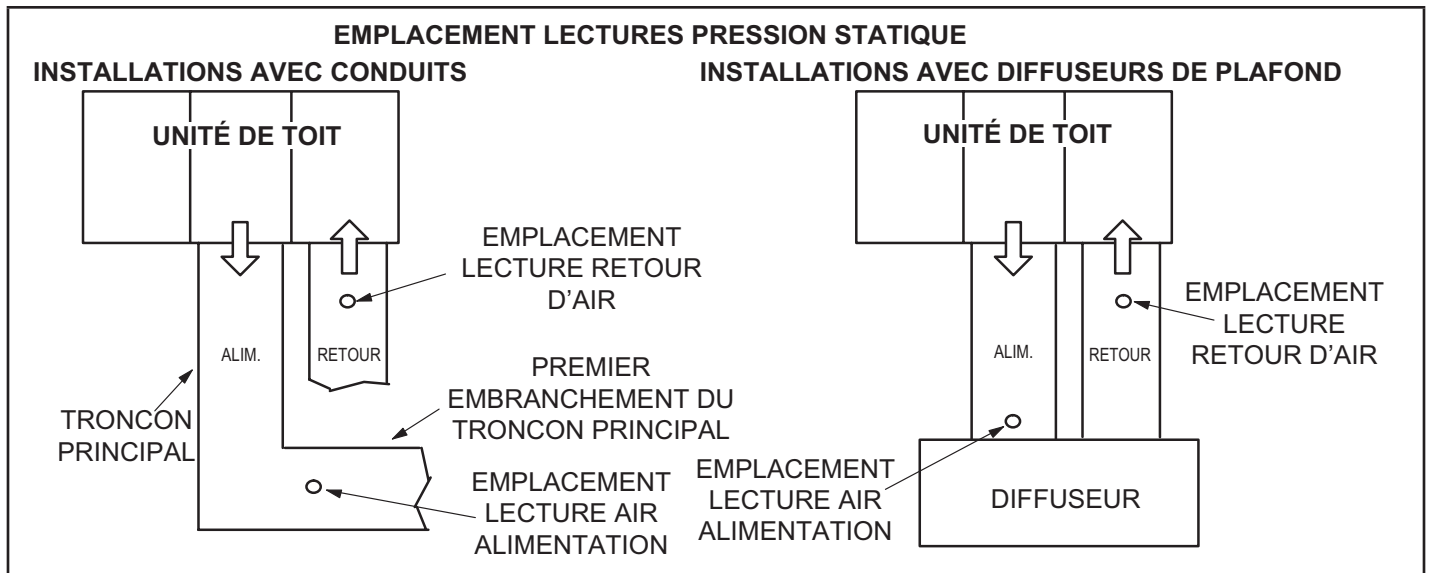 EMPLACEMENT LECTURES PRESSION STATIQUE
INSTALLATIONS AVEC CONDUITS
UNITÉ DE TOIT
EMPLACEMENT
LECTURE RETOUR
D’AIR
ALIM.
RETOUR
PREMIER
EMBRANCHEMENT DU
TRONCON PRINCIPAL
TRONCON
PRINCIPAL
EMPLACEMENT
LECTURE AIR
ALIMENTATION
INSTALLATIONS AVEC DIFFUSEURS DE PLAFOND
UNITÉ DE TOIT
EMPLACEMENT
LECTURE
RETOUR D’AIR
ALIM.
RETOUR
EMPLACEMENT
LECTURE AIR
ALIMENTATION
DIFFUSEUR